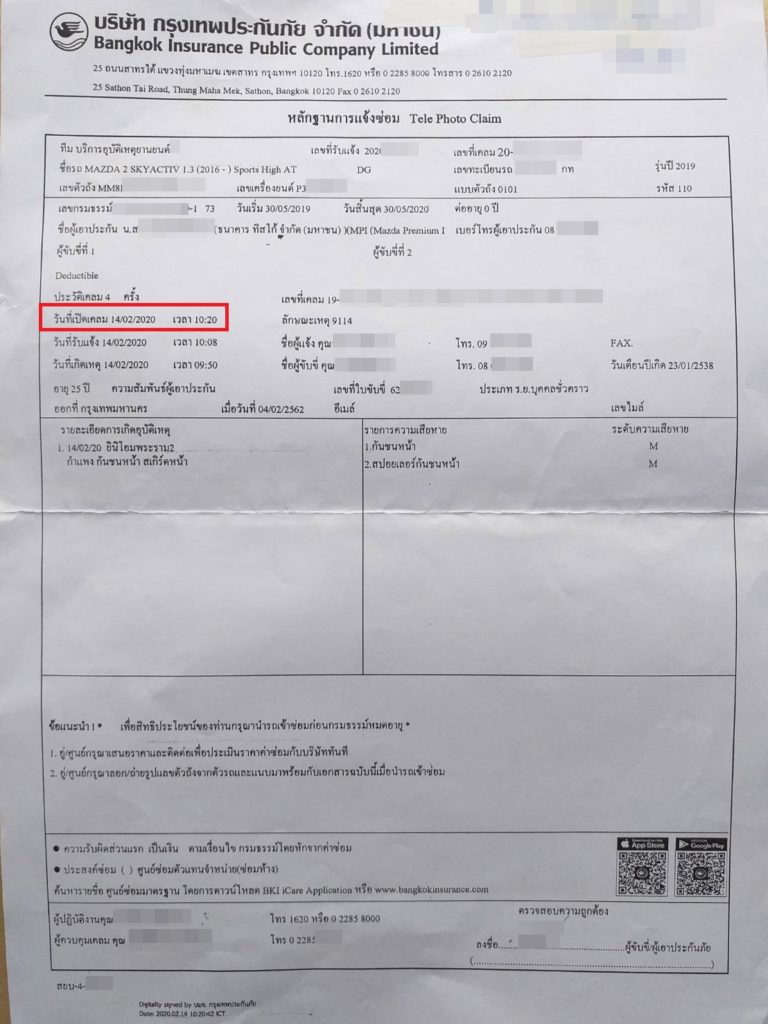 บริษัท กรุงเทพประกันภัย จำกัด (มหาชน)
Bangkok Insurance Public Company Limited
25 ถนนสาทรใต้ แขวงทุ่งมหาเมฆ เขตสาทร กรุงเทพฯ 10120 โทร.1620 หรือ 0 2285 8000 โทรสาร 0 2610 2120
25 Sathon Tai Road, Thung Maha Mek, Sathon, Bangkok 10120 Fax 0 2610 2120
หลักฐานการแจ้งซ่อม Tele Photo Claim
ทีม บริการอุบัติเหตุยานยนต์ เลขที่รับแจ้ง 202 เลขที่เคลม 20-
ชื่อรถ MAZDA 2 SKYACTIV 1.3 (2016 - ) Sports High AT DG เลขทะเบียนรถ กท รุ่นปี 2019
เลขตัวถัง MM8 เลขเครื่องยนต์ P3 แบบตัวถัง 0101 รหัส 110
เลขกรมธรรม์ -1 73 วันเริ่ม 30/05/2019 วันสิ้นสุด 30/05/2020 ต่ออายุ 0 ปี
ชื่อผู้เอาประกัน น.ส (ธนาคาร ทิสโก้ จำกัด (มหาชน) )(MPI (Mazda Premium I เบอร์โทรผู้เอาประกัน 08
ผู้ขับขี่ที่ 1 ผู้ขับขี่ที่ 2
Deductible
ประวัติเคลม 4 ครั้ง เลขที่เคลม 19-
วันที่เปิดเคลม 14/02/2020 เวลา 10:20 ลักษณะเหตุ 9114
วันที่รับแจ้ง 14/02/2020 เวลา 10:08 ชื่อผู้แจ้ง คุณ โทร. 09 FAX.
วันที่เกิดเหตุ 14/02/2020 เวลา 09:50 ชื่อผู้ขับขี่ คุณ โทร. 08 วันเดือนปีเกิด 23/01/2538
อายุ 25 ปี ความสัมพันธ์ผู้เอาประกัน เลขที่ใบขับขี่ 62 ประเภท ร.ย.บุคคลชั่วคราว
ออกที่ กรุงเทพมหานคร เมื่อวันที่ 04/02/2562 อีเมล์ เลขไมล์
รายละเอียดการเกิดอุบัติเหตุ รายการความเสียหาย ระดับความเสียหาย
1. 14/02/20 ยินิโอมพระราม2 1.กันชนหน้า M
กำแพง กันชนหน้า สเกิร์ตหน้า 2.สปอยเลอร์กันชนหน้า M
ข้อแนะนำ ! * เพื่อสิทธิประโยชน์ของท่านกรุณานำรถเข้าซ่อมก่อนกรมธรรม์หมดอายุ *
1. อู่/ศูนย์กรุณาเสนอราคาและติดต่อเพื่อประเมินราคาค่าซ่อมกับบริษัททันที
2. อู่/ศูนย์กรุณาลอก/ถ่ายรูปเลขตัวถังจากตัวรถและแนบมาพร้อมกับเอกสารฉบับนี้เมื่อนำรถเข้าซ่อม
● ความรับผิดส่วนแรก เป็นเงิน ตามเงื่อนไข กรมธรรม์โดยหักจากค่าซ่อม
● ประสงค์ซ่อม ( ) ศูนย์ซ่อมตัวแทนจำหน่าย(ซ่อมห้าง)
ค้นหารายชื่อ ศูนย์ซ่อมมาตรฐาน โดยการดาวน์โหลด BKI iCare Application หรือ www.bangkokinsurance.com
Download on the App Store
Google Play
ผู้ปฏิบัติงานคุณ โทร 1620 หรือ 0 2285 8000 ตรวจสอบความถูกต้อง
ผู้ควบคุมเคลม คุณ โทร 0 2285 ลงชื่อ..... .....ผู้ขับขี่/ผู้เอาประกันภัย
(..........)
สอบ-4-
Digitally signed by บมจ. กรุงเทพประกันภัย
Date: 2020.02.14 10:20:42 ICT